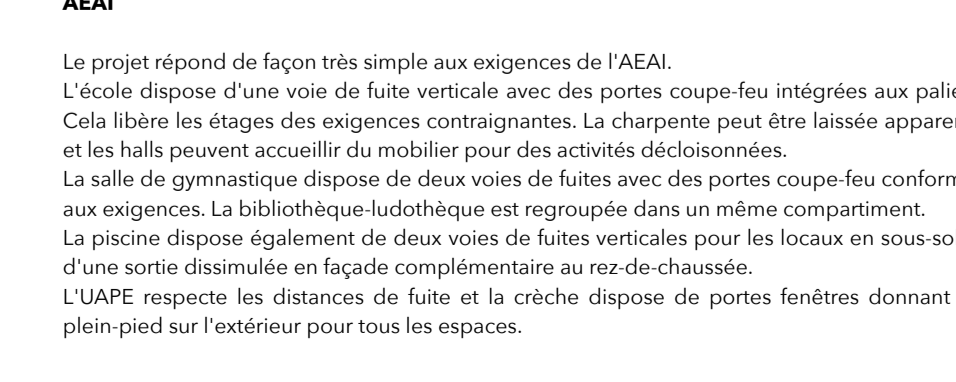 AEAI
Le projet répond de façon très simple aux exigences de l'AEAI.
L'école dispose d'une voie de fuite verticale avec des portes coupe-feu intégrées aux
Cela libère les étages des exigences contraignantes. La charpente peut être laissée
et les halls peuvent accueillir du mobilier pour des activités décloisonnées.
La salle de gymnastique dispose de deux voies de fuites avec des portes coupe-feu
aux exigences. La bibliothèque-ludothèque est regroupée dans un même compartiment.
La piscine dispose également de deux voies de fuites verticales pour les locaux en
d'une sortie dissimulée en façade complémentaire au rez-de-chaussée.
L'UAPE respecte les distances de fuite et la crèche dispose de portes fenêtres donnant
plein-pied sur l'extérieur pour tous les espaces.